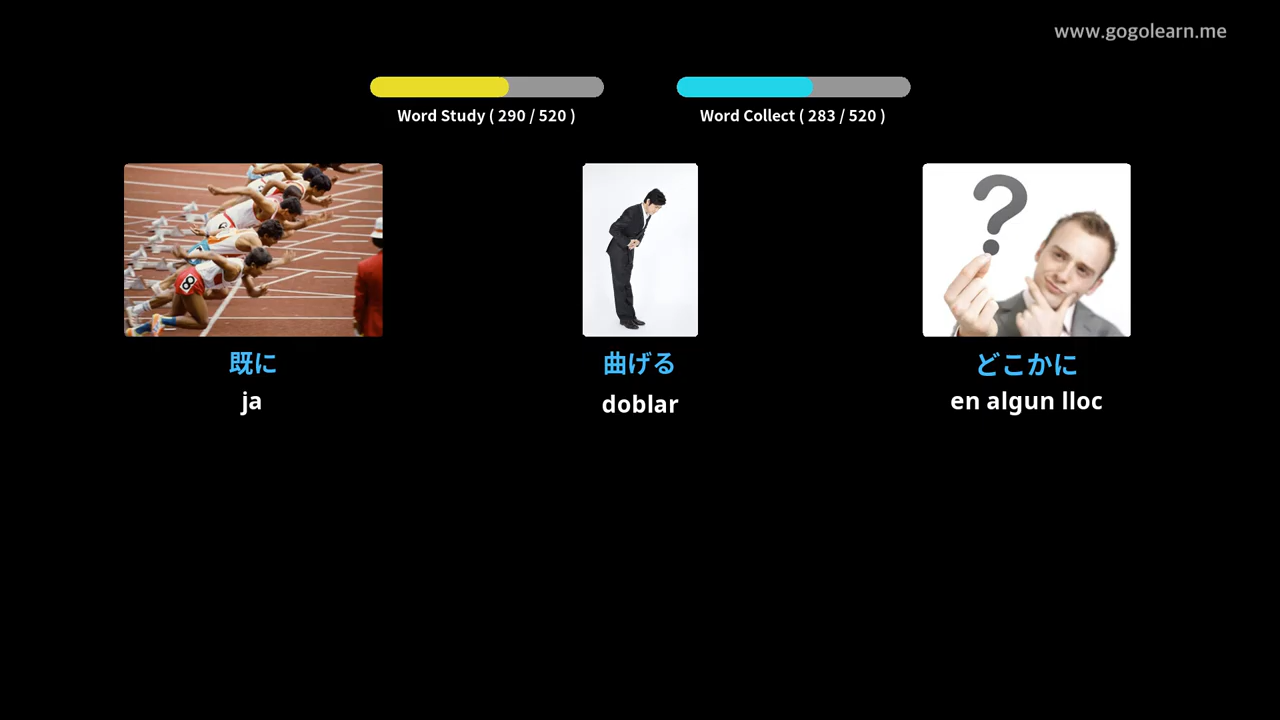 www.gogolearn.me
Word Study ( 290 / 520 )
Word Collect ( 283 / 520 )
8
既に
ja
曲げる
doblar
どこかに
en algun lloc